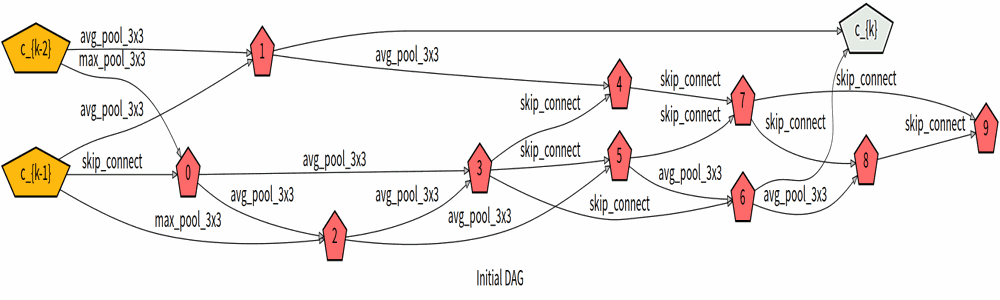 c_{k-2}
avg_pool_3x3
max_pool_3x3
avg_pool_3x3
c_{k-1}
skip_connect
max_pool_3x3
1
0
avg_pool_3x3
avg_pool_3x3
2
avg_pool_3x3
avg_pool_3x3
avg_pool_3x3
3
skip_connect
skip_connect
skip_connect
4
5
skip_connect
skip_connect
avg_pool_3x3
7
6
c_{k}
skip_connect
skip_connect
avg_pool_3x3
8
skip_connect
9
Initial DAG